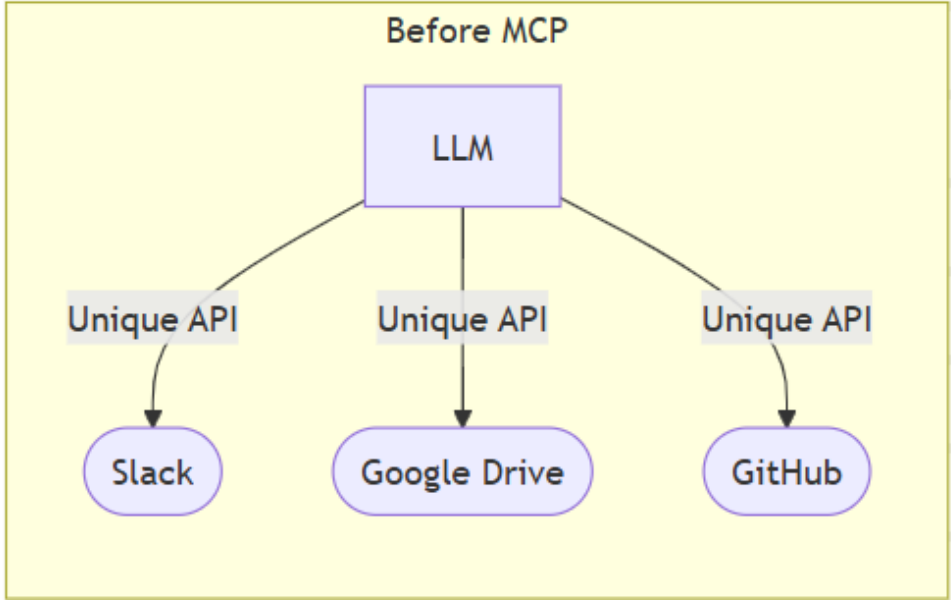 Before MCP
LLM
Unique API
Unique API
Unique API
Slack
Google Drive
GitHub